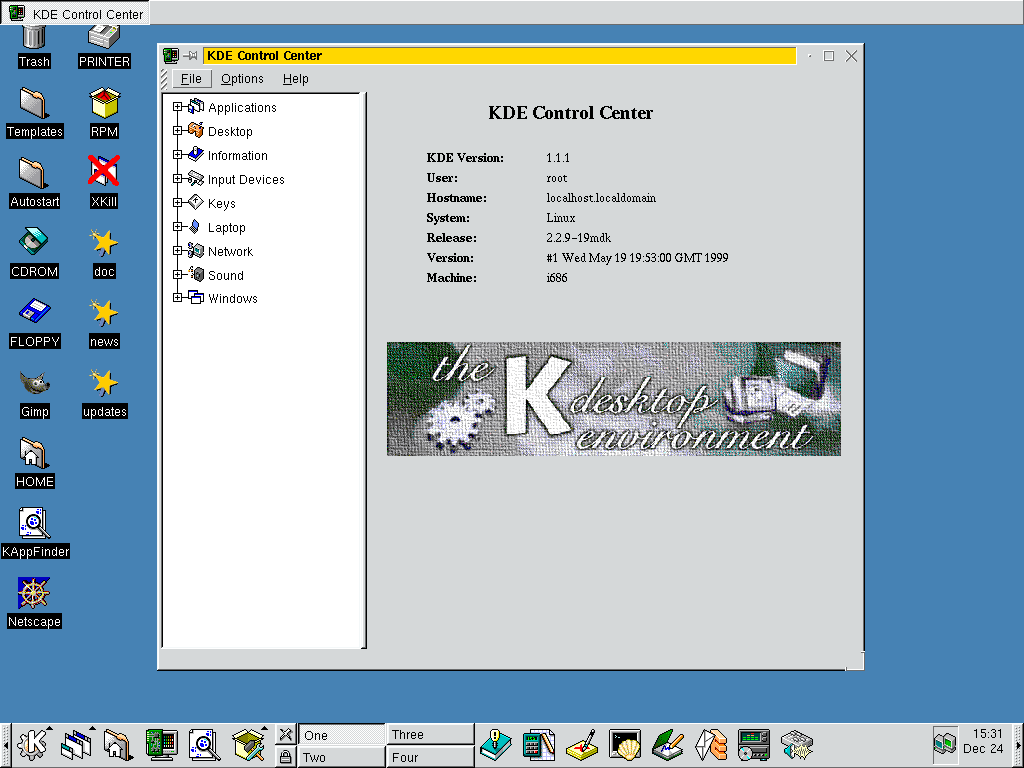 KDE Control Center
Trash
PRINTER
Templates
RPM
Autostart
XKill
CDROM
doc
FLOPPY
news
Gimp
updates
HOME
KAppFinder
Netscape
KDE Control Center
File Options Help
Applications
Desktop
Information
Input Devices
Keys
Laptop
Network
Sound
Windows
KDE Control Center
KDE Version: 1.1.1
User: root
Hostname: localhost.localdomain
System: Linux
Release: 2.2.9-19mdk
Version: #1 Wed May 19 19:53:00 GMT 1999
Machine: i686
the K desktop
environment
One Three
Two Four
15:31
Dec 24